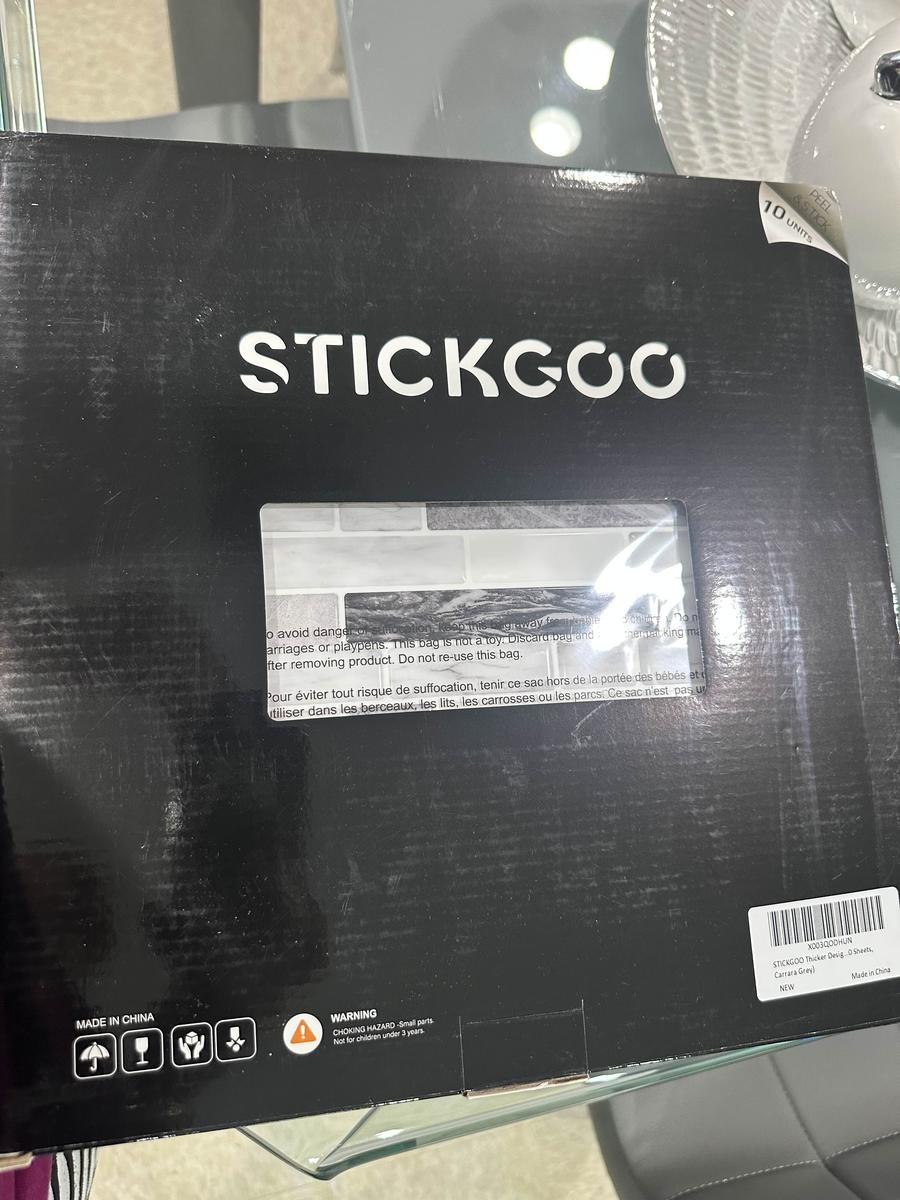 PEEL
& STICK
10 UNITS
STICKGOO
o avoid danger of suffocation, keep this bag away from
arriages or playpens. This bag is not a toy. Discard bag and
fter removing product. Do not re-use this bag.
Pour éviter tout risque de suffocation, tenir ce sac hors de la portée des bébés et
utiliser dans les berceaux, les lits, les carrosses ou les parcs. Ce sac n'est pas u
X003QODHUN
STICKGOO Thicker Desig...0 Sheets,
Carrara Grey)
NEW Made in China
MADE IN CHINA
WARNING
CHOKING HAZARD -Small parts.
Not for children under 3 years.